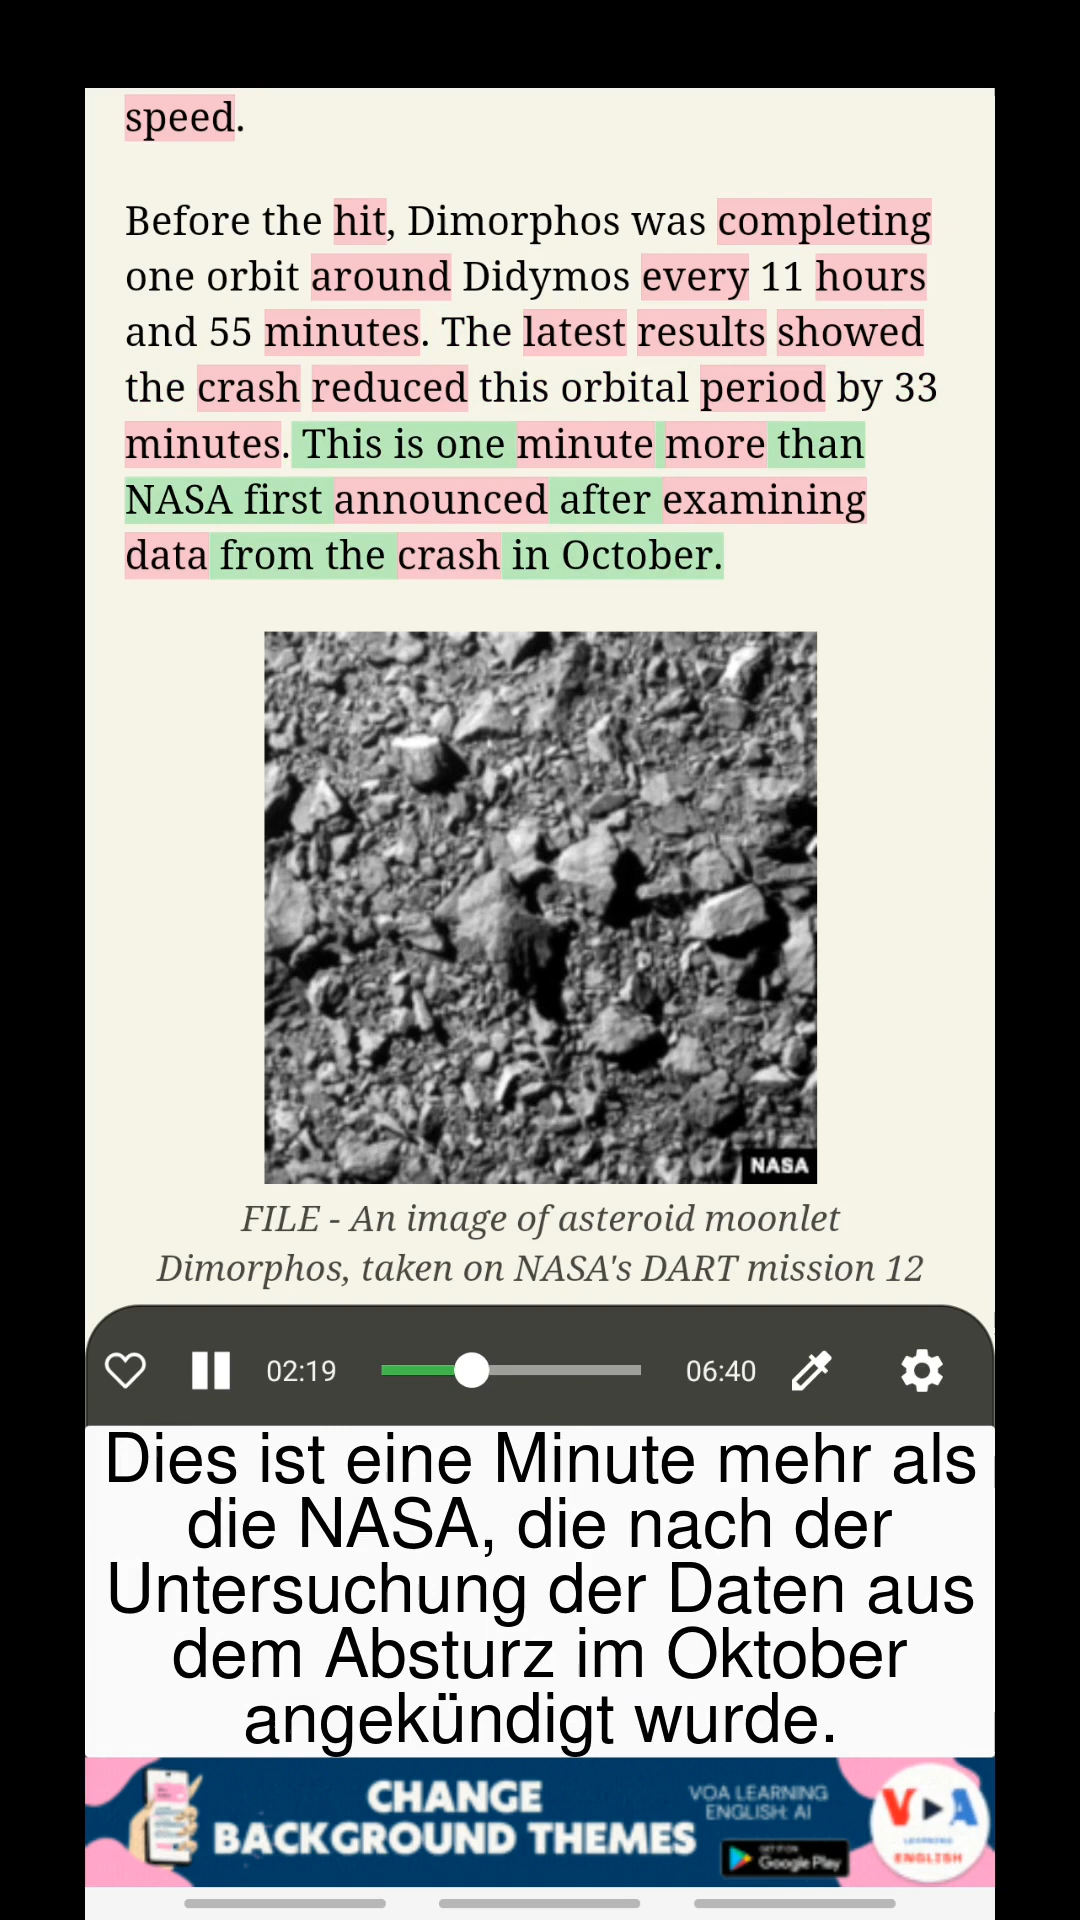 speed.
Before the hit, Dimorphos was completing
one orbit around Didymos every 11 hours
and 55 minutes. The latest results showed
the crash reduced this orbital period by 33
minutes. This is one minute more than
NASA first announced after examining
data from the crash in October.
NASA
FILE - An image of asteroid moonlet
Dimorphos, taken on NASA's DART mission 12
02:19
06:40
Dies ist eine Minute mehr als
die NASA, die nach der
Untersuchung der Daten aus
dem Absturz im Oktober
angekündigt wurde.
CHANGE
BACKGROUND THEMES
VOA LEARNING
ENGLISH: AI
GET IT ON
Google Play
VOA
LEARNING
ENGLISH